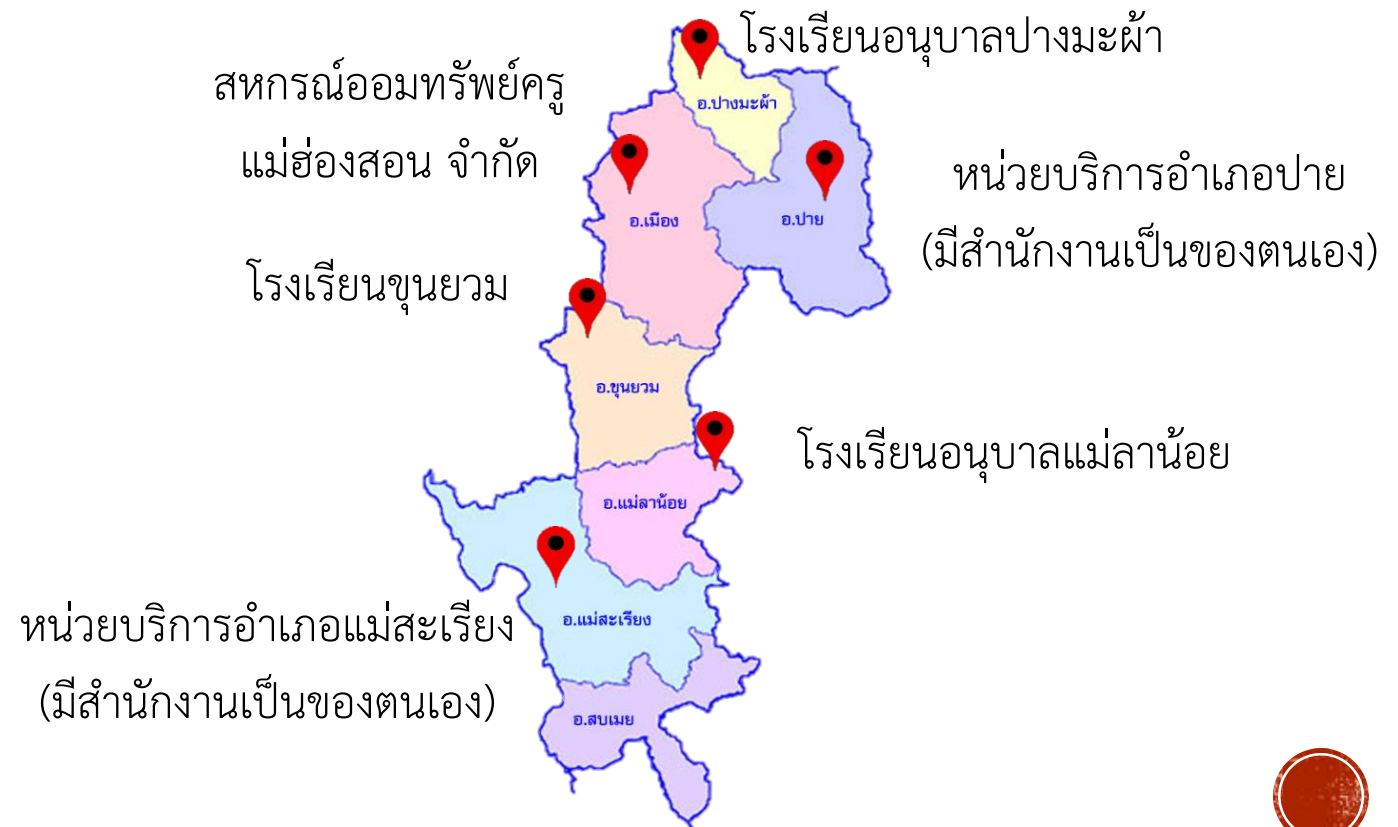 โรงเรียนอนุบาลปางมะผ้า
สหกรณ์ออมทรัพย์ครู
แม่ฮ่องสอน จำกัด
อ.ปางมะผ้า
หน่วยบริการอำเภอปาย
(มีสำนักงานเป็นของตนเอง)
อ.เมือง
อ.ปาย
โรงเรียนขุนยวม
อ.ขุนยวม
โรงเรียนอนุบาลแม่ลาน้อย
อ.แม่ลาน้อย
หน่วยบริการอำเภอแม่สะเรียง
(มีสำนักงานเป็นของตนเอง)
อ.แม่สะเรียง
อ.สบเมย